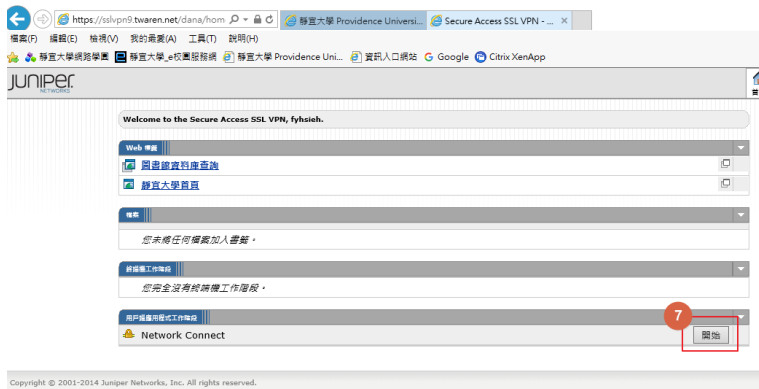 https://sslvpn9.twaren.net/dana/hom
靜宜大學 Providence Universi...
Secure Access SSL VPN - ...
檔案(F) 編輯(E) 檢視(V) 我的最愛(A) 工具(T) 說明(H)
靜宜大學網路學園 靜宜大學_e校園服務網 靜宜大學 Providence Uni... 資訊人口網站 Google Citrix XenApp
JUNIPER
NETWORKS
首
Welcome to the Secure Access SSL VPN, fyhsieh.
Web 標籤
圖書館資料庫查詢
靜宜大學首頁
檔案
您未將任何檔案加入書籤。
終端機工作階段
您完全沒有終端機工作階段。
用戶端應用程式工作階段
7
Network Connect
開始
Copyright © 2001-2014 Juniper Networks, Inc. All rights reserved.